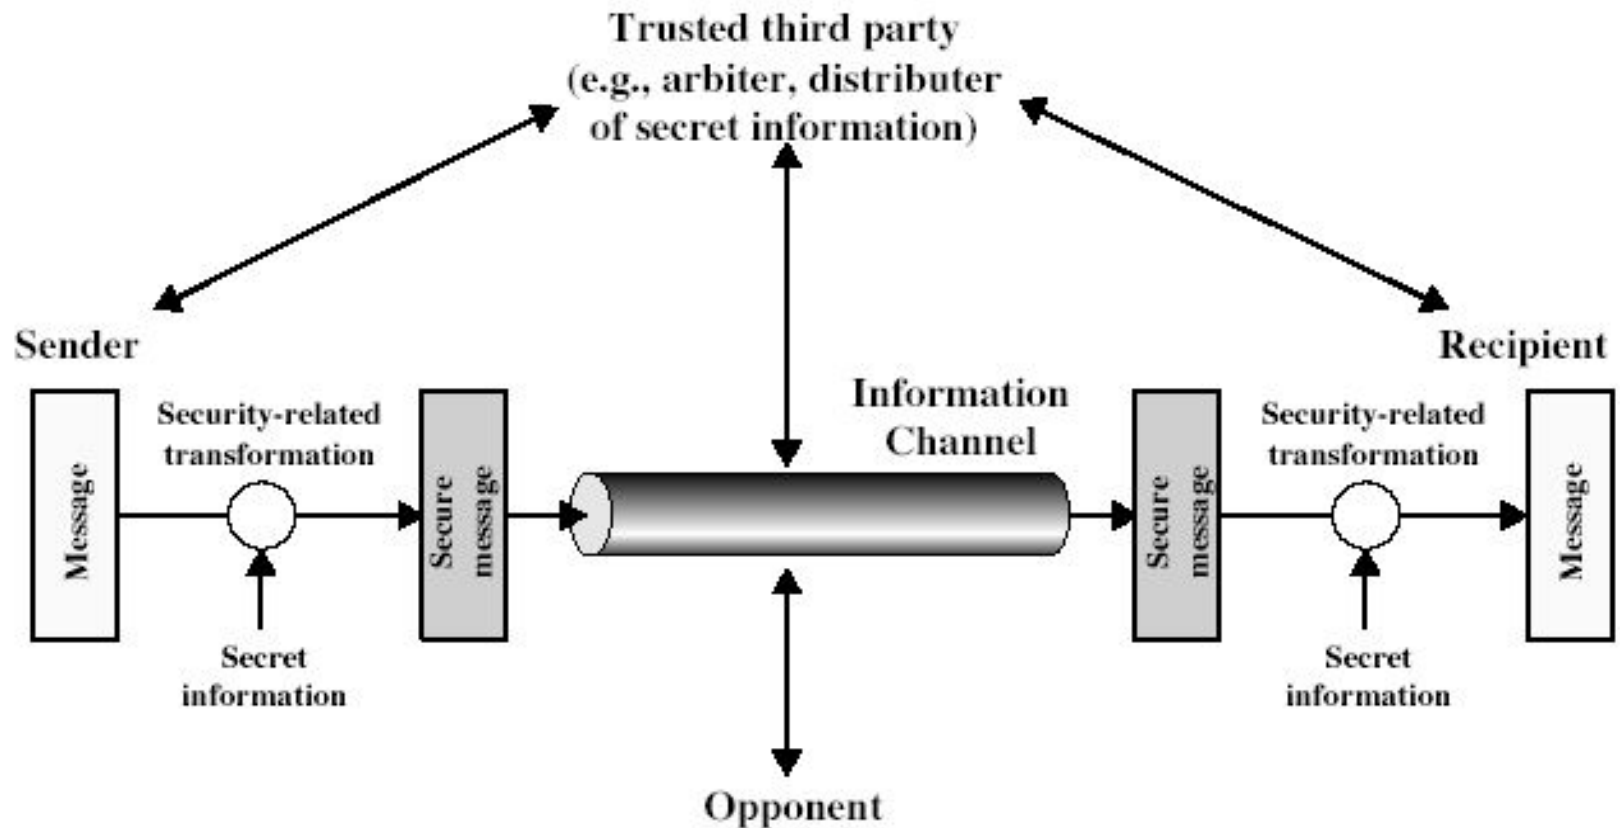 Trusted third party
(e.g., arbiter, distributer
of secret information)
Sender
Recipient
Information
Channel
Security-related
transformation
Security-related
transformation
Message
Secure
message
Secure
message
Message
Secret
information
Secret
information
Opponent